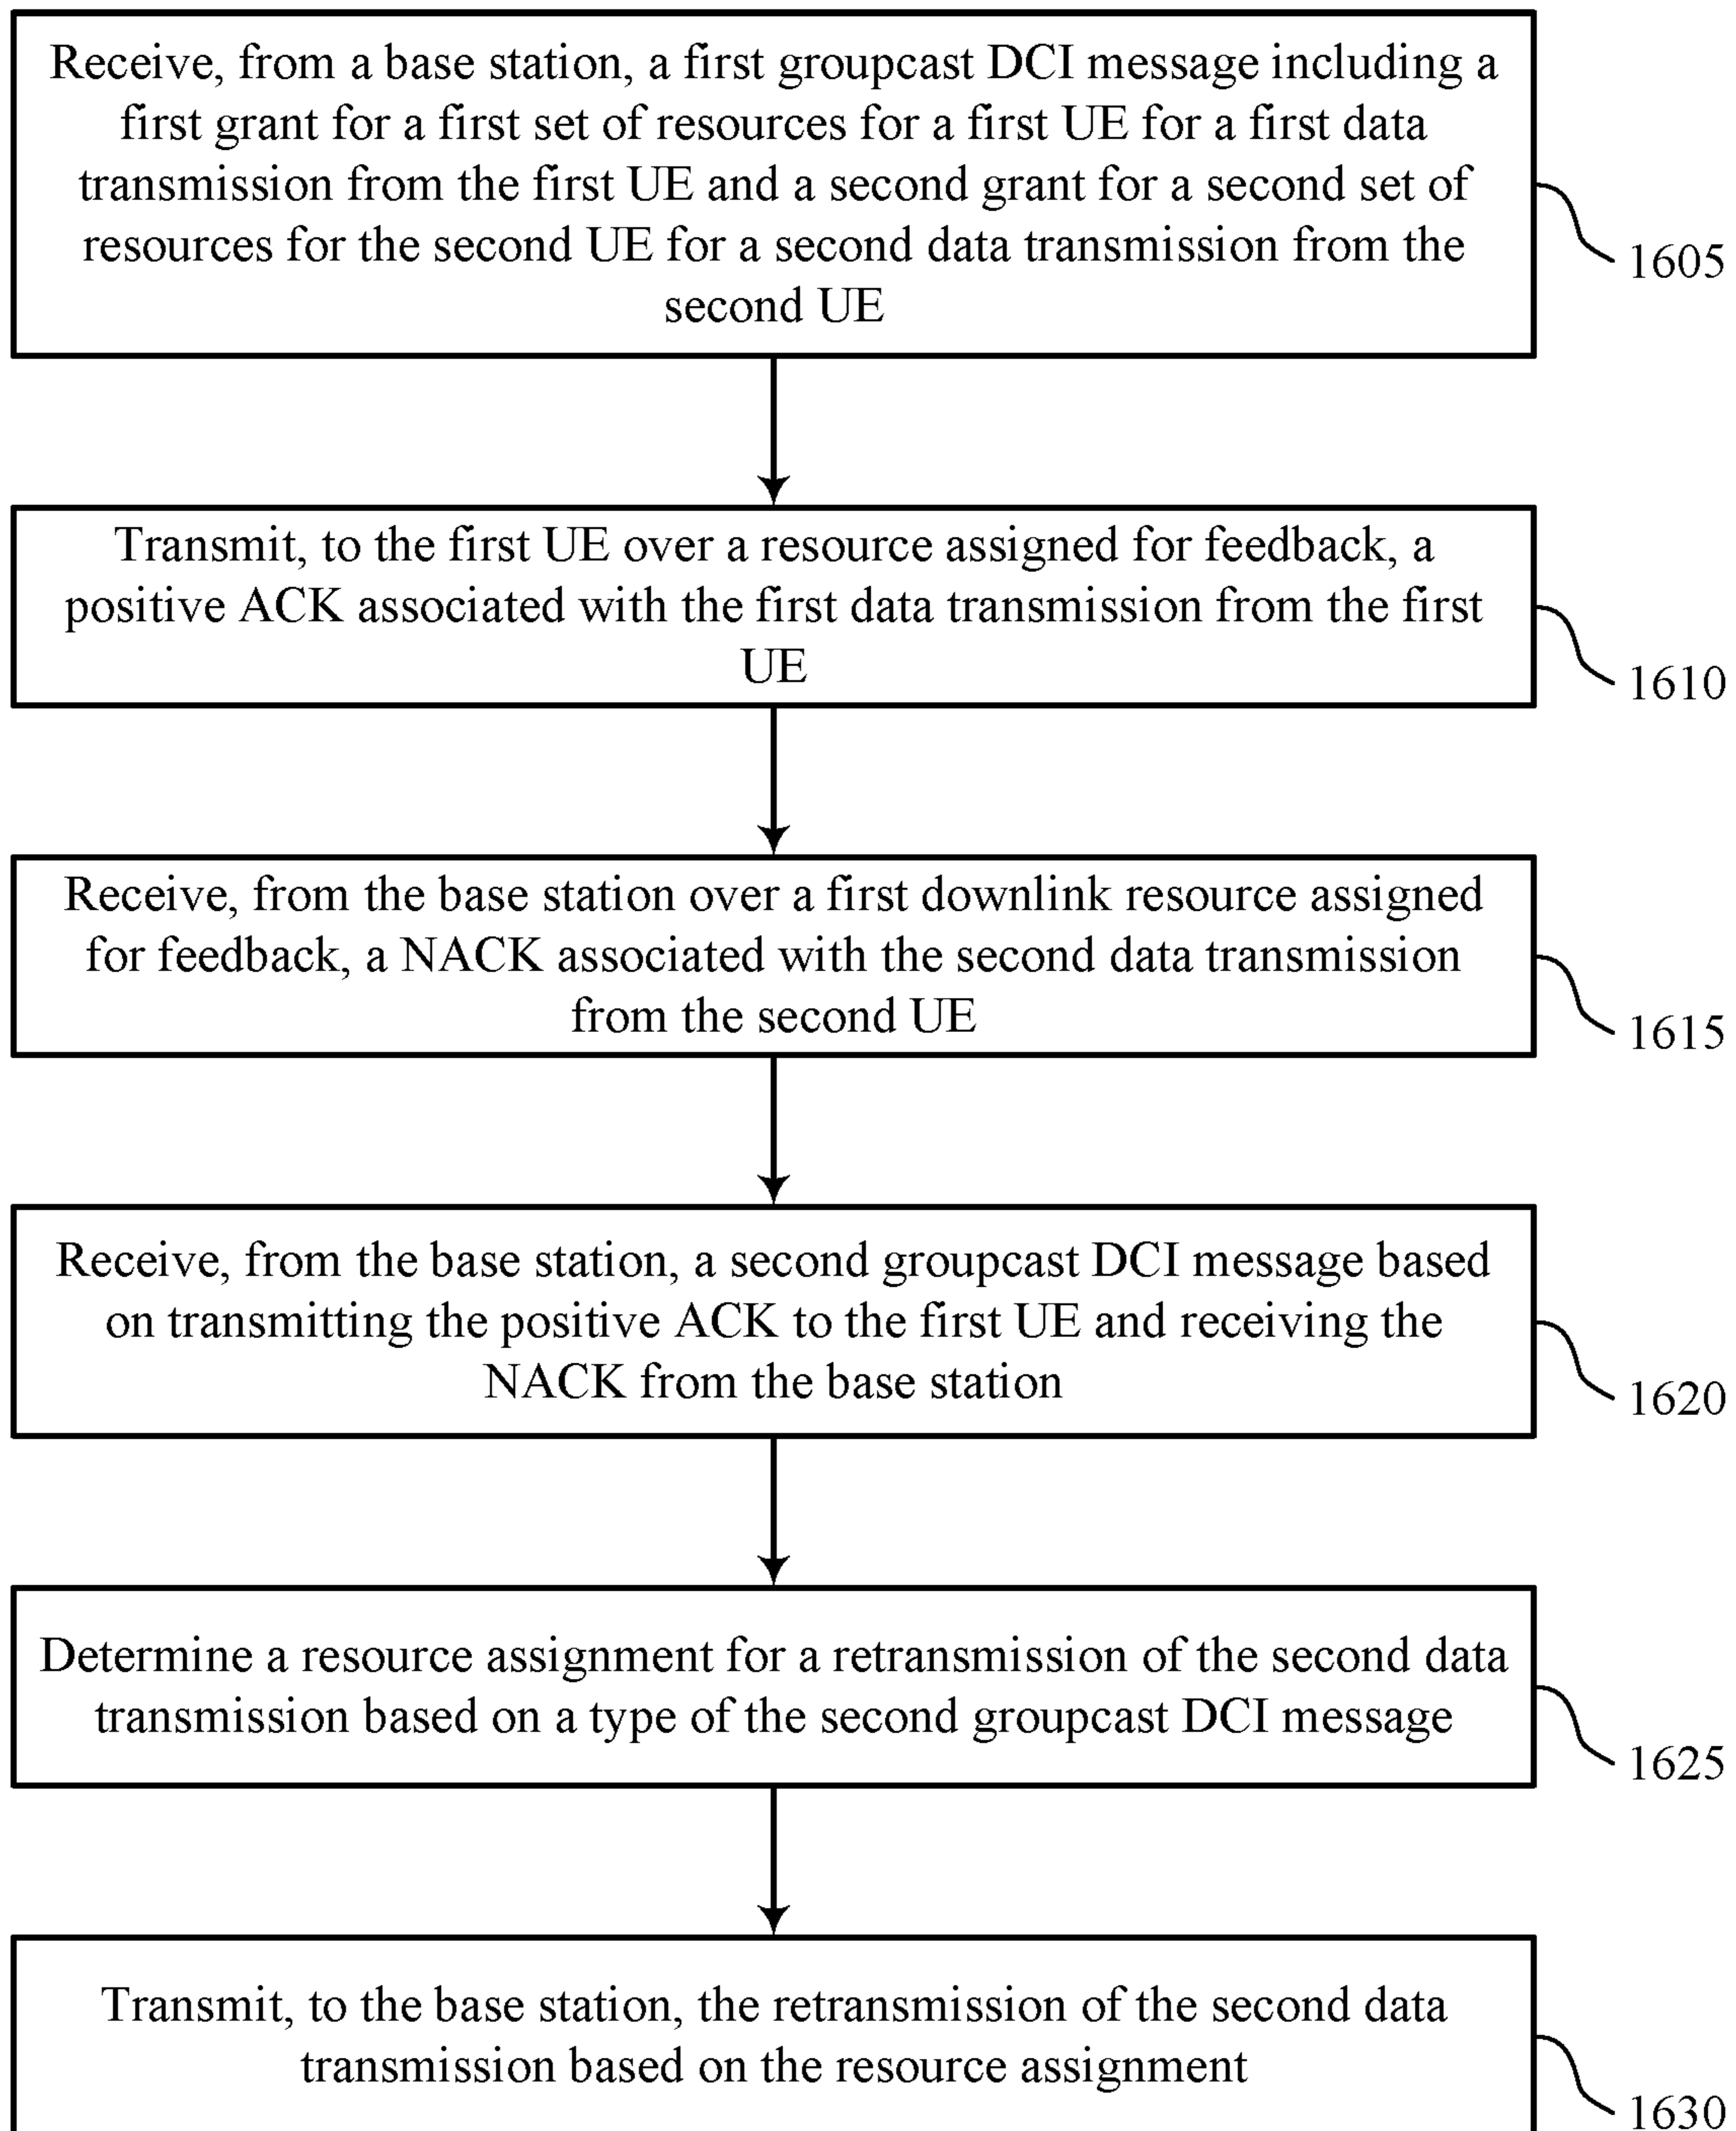 Receive, from a base station, a first groupcast DCI message including a
first grant for a first set of resources for a first UE for a first data
transmission from the first UE and a second grant for a second set of
resources for the second UE for a second data transmission from the
second UE
1605
Transmit, to the first UE over a resource assigned for feedback, a
positive ACK associated with the first data transmission from the first
UE
1610
Receive, from the base station over a first downlink resource assigned
for feedback, a NACK associated with the second data transmission
from the second UE
1615
Receive, from the base station, a second groupcast DCI message based
on transmitting the positive ACK to the first UE and receiving the
NACK from the base station
1620
Determine a resource assignment for a retransmission of the second data
transmission based on a type of the second groupcast DCI message
1625
Transmit, to the base station, the retransmission of the second data
transmission based on the resource assignment
1630